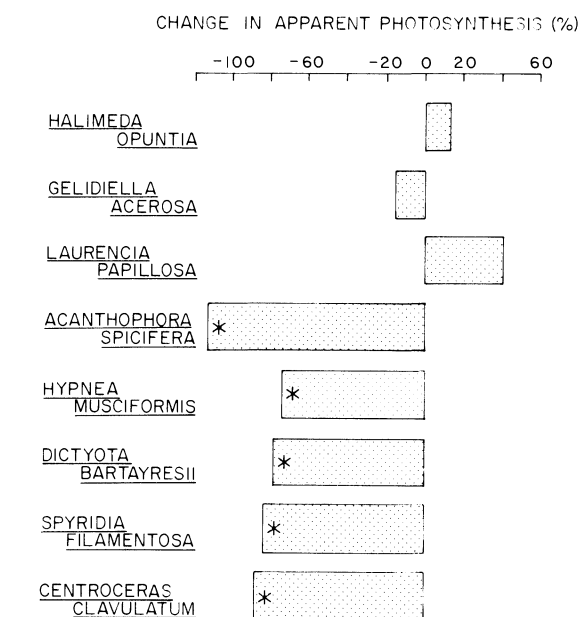 CHANGE IN APPARENT PHOTOSYNTHESIS (%)
-100 -60 -20 0 20 60
HALIMEDA
OPUNTIA
GELIDIELLA
ACEROSA
LAURENCIA
PAPILLOSA
ACANTHOPHORA
SPICIFERA
*
HYPNEA
MUSCIFORMIS
*
DICTYOTA
BARTAYRESII
*
SPYRIDIA
FILAMENTOSA
*
CENTROCERAS
CLAVULATUM
*